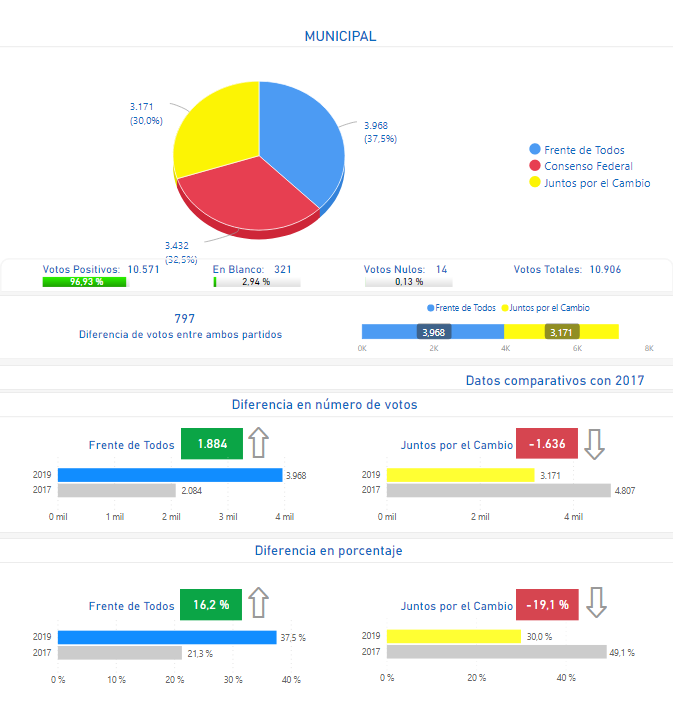 MUNICIPAL
3.171
(30,0%)
3.968
(37,5%)
3.432
(32,5%)
Frente de Todos
Consenso Federal
Juntos por el Cambio
Votos Positivos: 10.571
96,93 %
En Blanco: 321
2,94 %
Votos Nulos: 14
0,13 %
Votos Totales: 10.906
797
Diferencia de votos entre ambos partidos
Frente de Todos Juntos por el Cambio
3,968 3,171
0K 2K 4K 6K 8K
Datos comparativos con 2017
Diferencia en número de votos
Frente de Todos 1.884
2019 3.968
2017 2.084
0 mil 1 mil 2 mil 3 mil 4 mil
Juntos por el Cambio -1.636
2019 3.171
2017 4.807
0 mil 2 mil 4 mil
Diferencia en porcentaje
Frente de Todos 16,2 %
2019 37,5 %
2017 21,3 %
0 % 10 % 20 % 30 % 40 %
Juntos por el Cambio -19,1 %
2019 30,0 %
2017 49,1 %
0 % 20 % 40 %